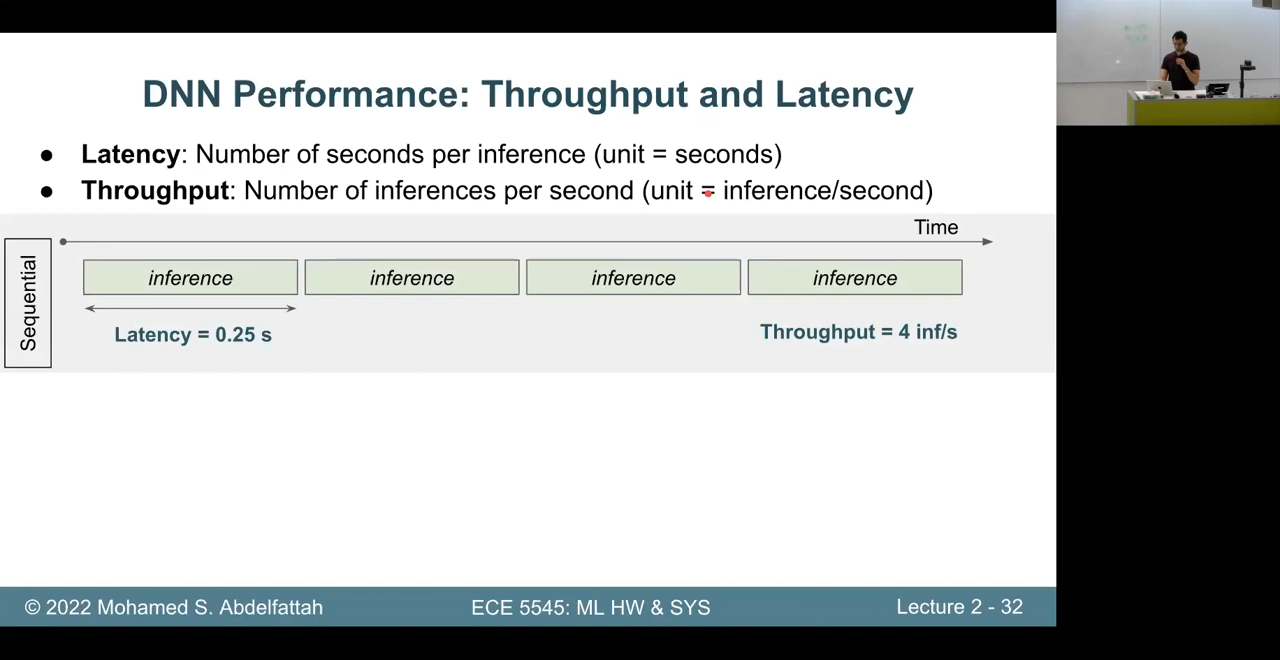 DNN Performance: Throughput and Latency
● Latency: Number of seconds per inference (unit = seconds)
● Throughput: Number of inferences per second (unit = inference/second)
Time
Sequential
inference inference inference inference
Latency = 0.25 s
Throughput = 4 inf/s
© 2022 Mohamed S. Abdelfattah ECE 5545: ML HW & SYS Lecture 2 - 32